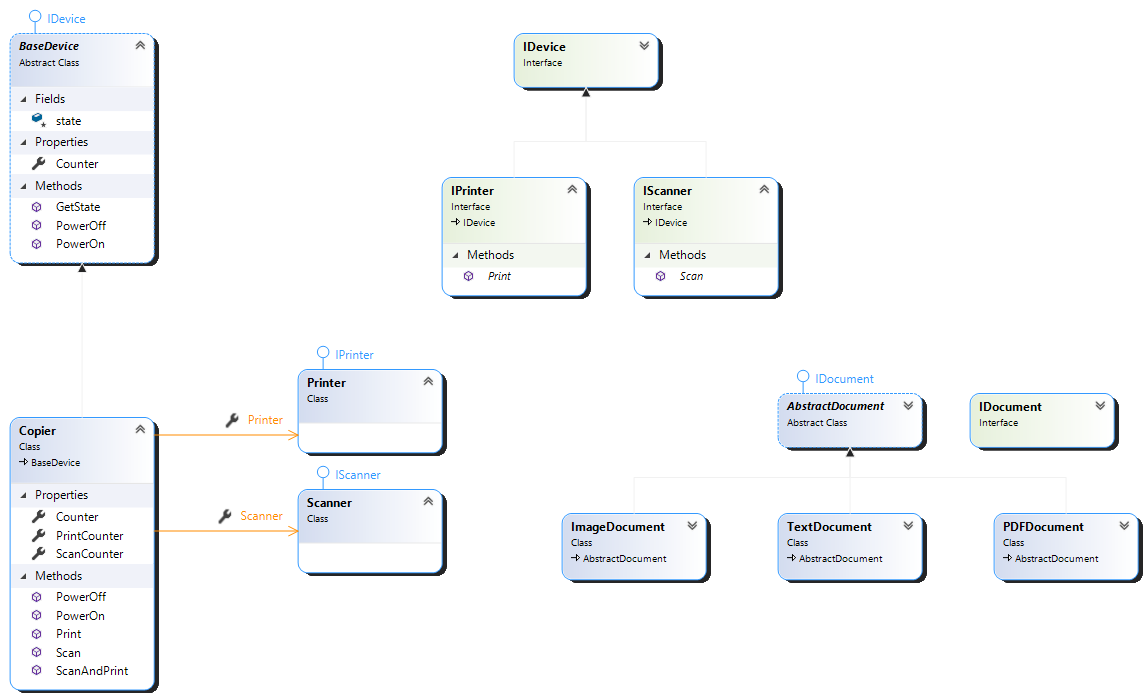 IDevice
BaseDevice
Abstract Class
Fields
state
Properties
Counter
Methods
GetState
PowerOff
PowerOn
IDevice
Interface
IPrinter
Interface
IDevice
Methods
Print
IScanner
Interface
IDevice
Methods
Scan
Copier
Class
BaseDevice
Properties
Counter
PrintCounter
ScanCounter
Methods
PowerOff
PowerOn
Print
Scan
ScanAndPrint
Printer
Scanner
IPrinter
Printer
Class
IScanner
Scanner
Class
IDocument
AbstractDocument
Abstract Class
IDocument
Interface
ImageDocument
Class
AbstractDocument
TextDocument
Class
AbstractDocument
PDFDocument
Class
AbstractDocument